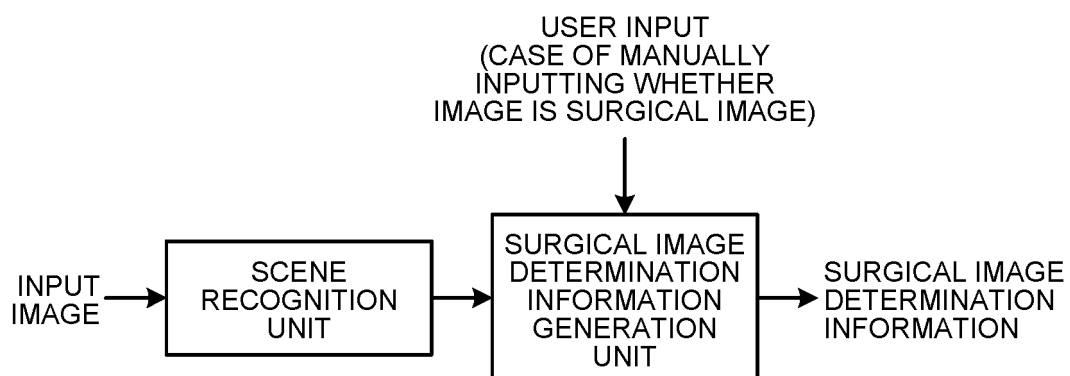 USER INPUT
(CASE OF MANUALLY
INPUTTING WHETHER
IMAGE IS SURGICAL IMAGE)
INPUT
IMAGE
SCENE
RECOGNITION
UNIT
SURGICAL IMAGE
DETERMINATION
INFORMATION
GENERATION
UNIT
SURGICAL IMAGE
DETERMINATION
INFORMATION